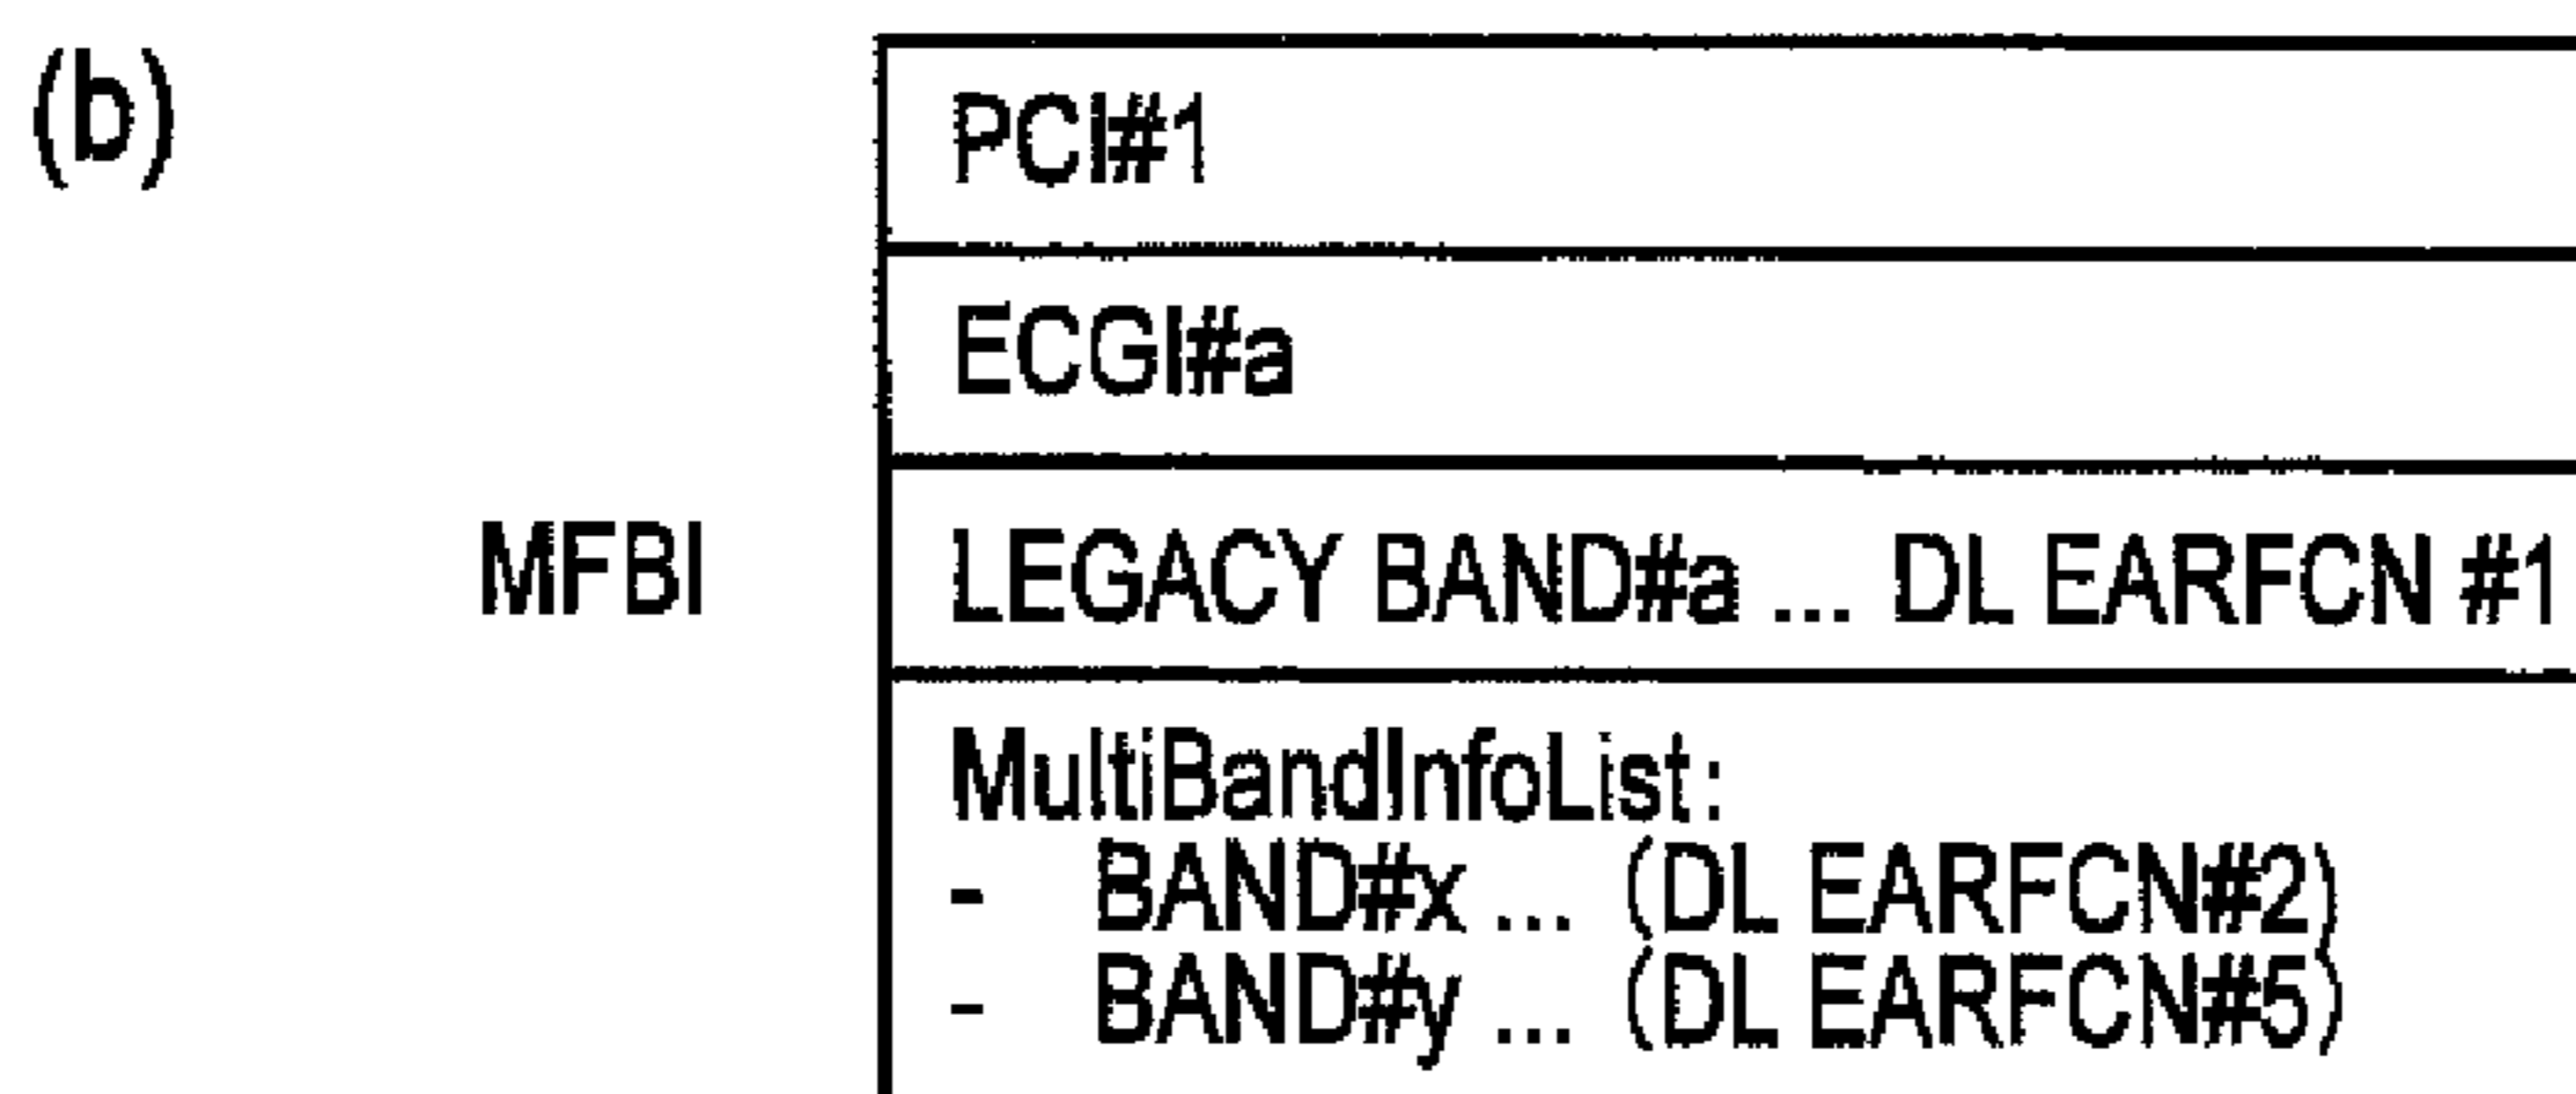 (b)
PCI#1
ECGI#a
MFBI
LEGACY BAND#a ... DL EARFCN #1
MultiBandInfoList:
- BAND#x ... (DL EARFCN#2)
- BAND#y ... (DL EARFCN#5)